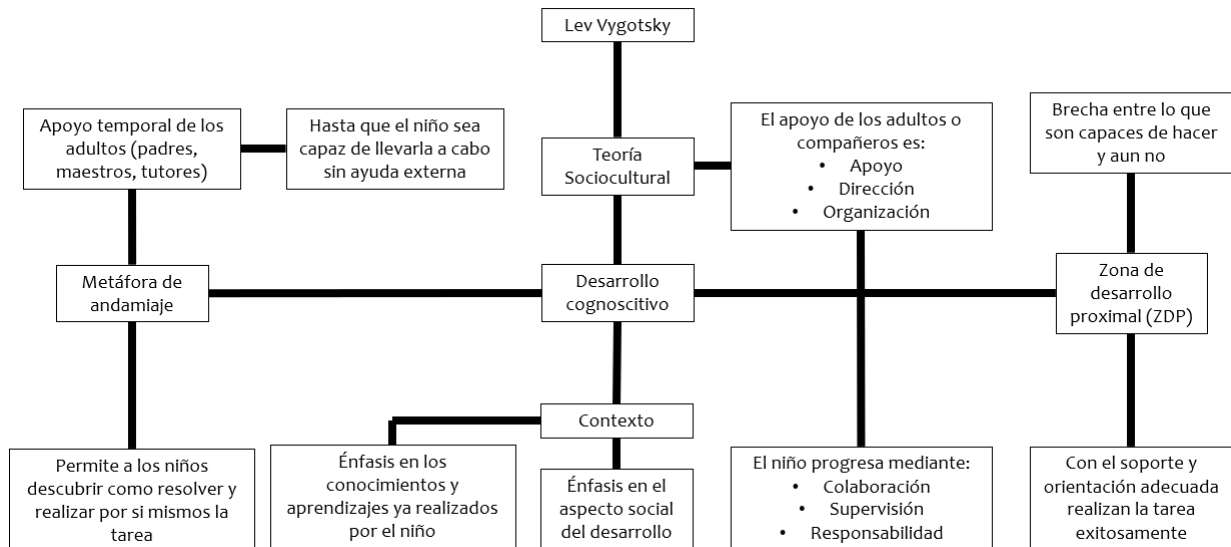 Lev Vygotsky
Apoyo temporal de los
adultos (padres,
maestros, tutores)
Hasta que el niño sea
capaz de llevarla a cabo
sin ayuda externa
Teoría
Sociocultural
El apoyo de los adultos o
compañeros es:
• Apoyo
• Dirección
• Organización
Brecha entre lo que
son capaces de hacer
y aun no
Metáfora de
andamiaje
Desarrollo
cognoscitivo
Zona de
desarrollo
proximal (ZDP)
Contexto
Permite a los niños
descubrir como resolver y
realizar por si mismos la
tarea
Énfasis en los
conocimientos y
aprendizajes ya realizados
por el niño
Énfasis en el
aspecto social
del desarrollo
El niño progresa mediante:
• Colaboración
• Supervisión
• Responsabilidad
Con el soporte y
orientación adecuada
realizan la tarea
exitosamente